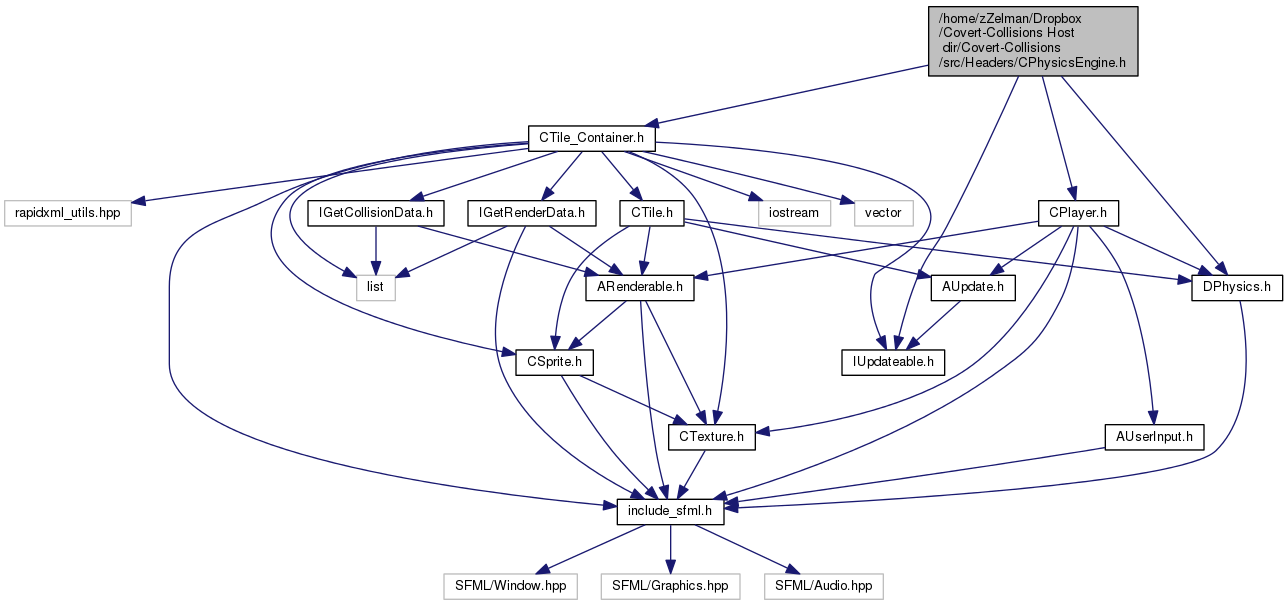 /home/zZelman/Dropbox
/Covert-Collisions Host
dir/Covert-Collisions
/src/Headers/CPhysicsEngine.h
CTile_Container.h
rapidxml_utils.hpp
IGetCollisionData.h
IGetRenderData.h
CTile.h
iostream
vector
CPlayer.h
list
ARenderable.h
AUpdate.h
DPhysics.h
CSprite.h
IUpdateable.h
CTexture.h
AUserInput.h
include_sfml.h
SFML/Window.hpp
SFML/Graphics.hpp
SFML/Audio.hpp